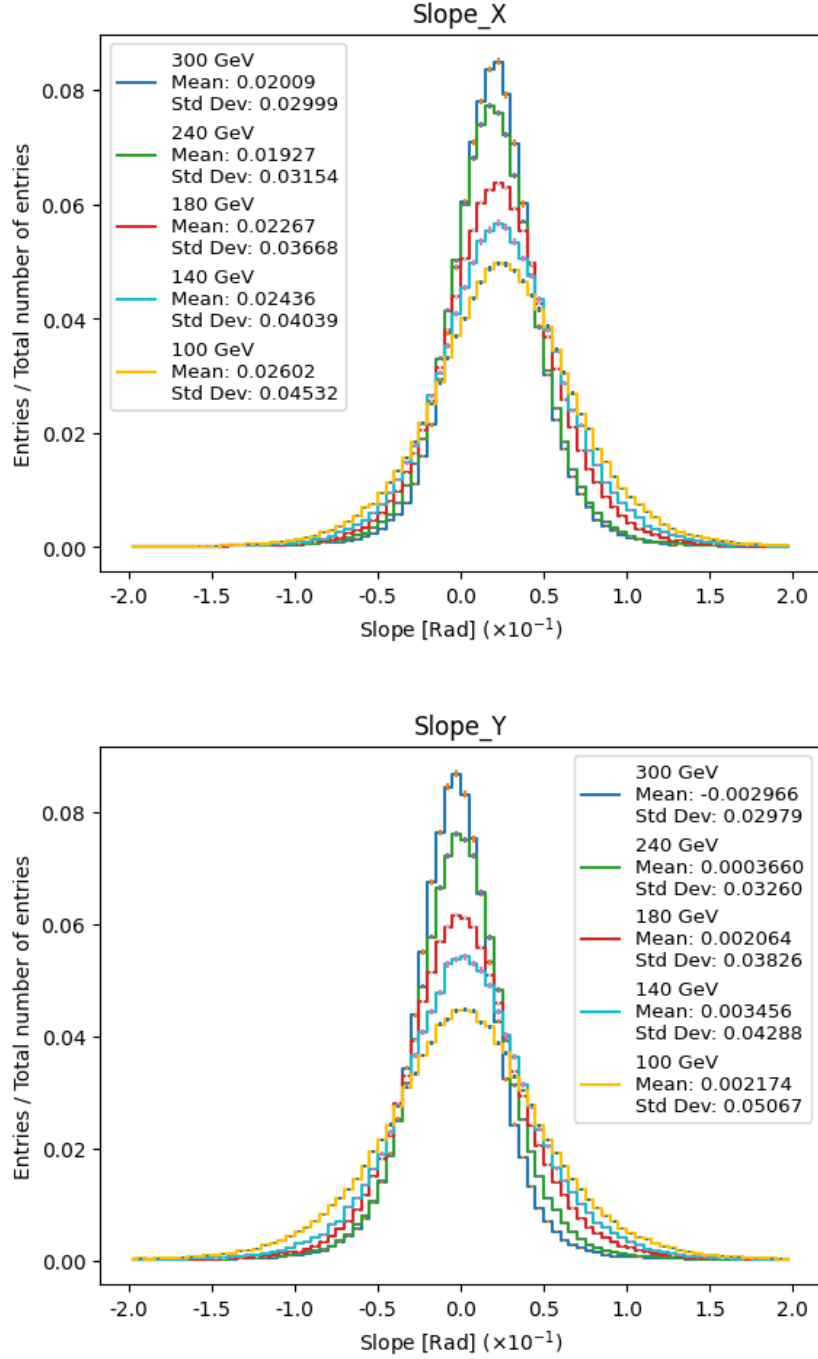 Slope_X
300 GeV
Mean: 0.02009
Std Dev: 0.02999
240 GeV
Mean: 0.01927
Std Dev: 0.03154
180 GeV
Mean: 0.02267
Std Dev: 0.03668
140 GeV
Mean: 0.02436
Std Dev: 0.04039
100 GeV
Mean: 0.02602
Std Dev: 0.04532
Entries / Total number of entries
0.08
0.06
0.04
0.02
0.00
-2.0 -1.5 -1.0 -0.5 0.0 0.5 1.0 1.5 2.0
Slope [Rad] (×10⁻¹)
Slope_Y
300 GeV
Mean: -0.002966
Std Dev: 0.02979
240 GeV
Mean: 0.0003660
Std Dev: 0.03260
180 GeV
Mean: 0.002064
Std Dev: 0.03826
140 GeV
Mean: 0.003456
Std Dev: 0.04288
100 GeV
Mean: 0.002174
Std Dev: 0.05067
Entries / Total number of entries
0.08
0.06
0.04
0.02
0.00
-2.0 -1.5 -1.0 -0.5 0.0 0.5 1.0 1.5 2.0
Slope [Rad] (×10⁻¹)